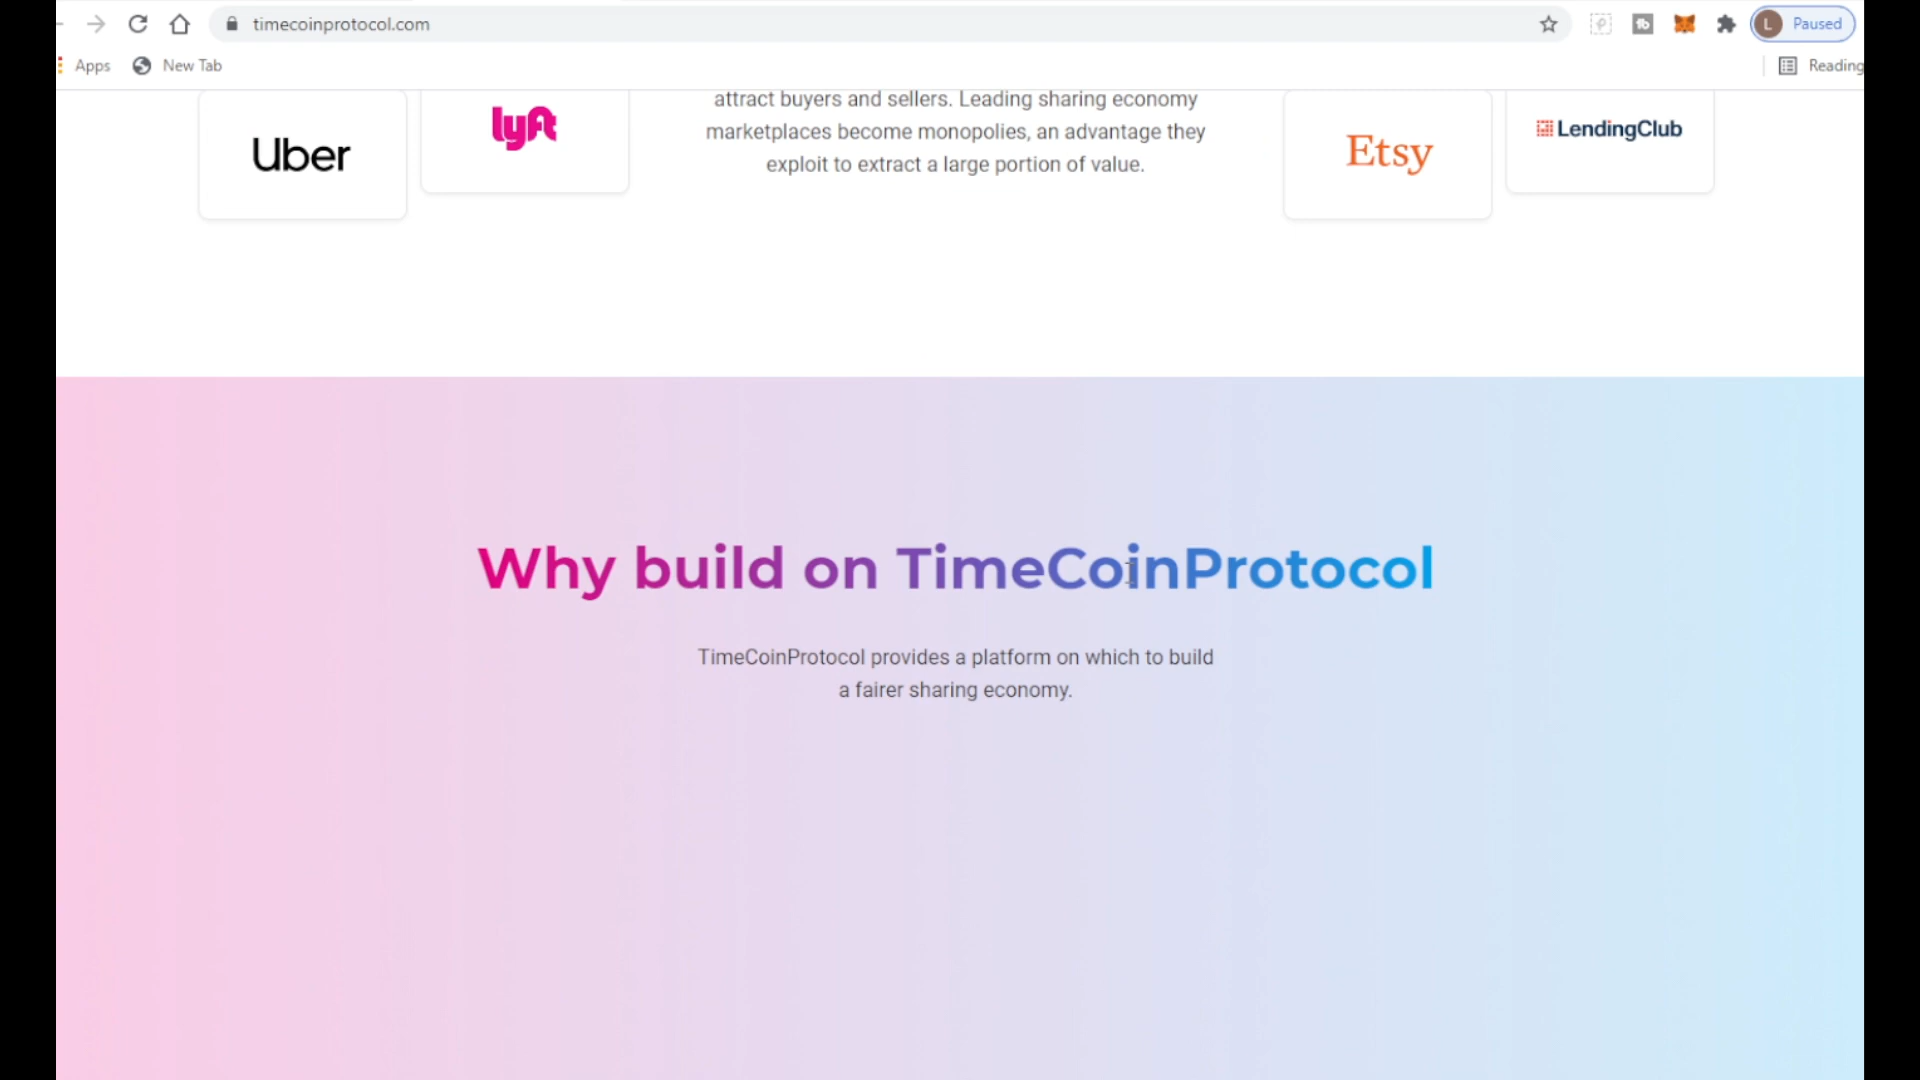 timecoinprotocol.com
L Paused
Apps New Tab Reading
attract buyers and sellers. Leading sharing economy
marketplaces become monopolies, an advantage they
exploit to extract a large portion of value.
Uber
lyft
Etsy
LendingClub
Why build on TimeCoinProtocol
TimeCoinProtocol provides a platform on which to build
a fairer sharing economy.